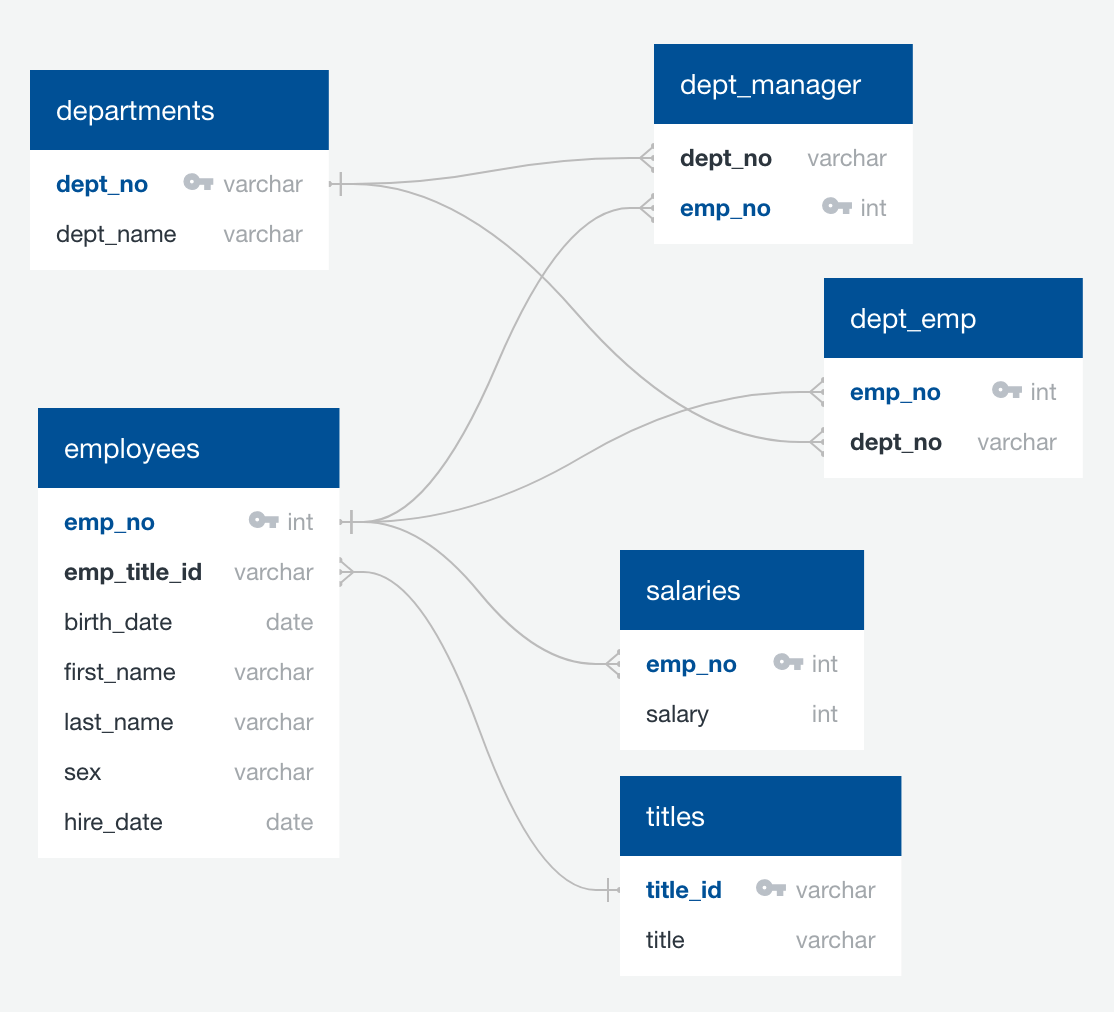 departments
dept_no varchar
dept_name varchar
dept_manager
dept_no varchar
emp_no int
dept_emp
emp_no int
dept_no varchar
employees
emp_no int
emp_title_id varchar
birth_date date
first_name varchar
last_name varchar
sex varchar
hire_date date
salaries
emp_no int
salary int
titles
title_id varchar
title varchar